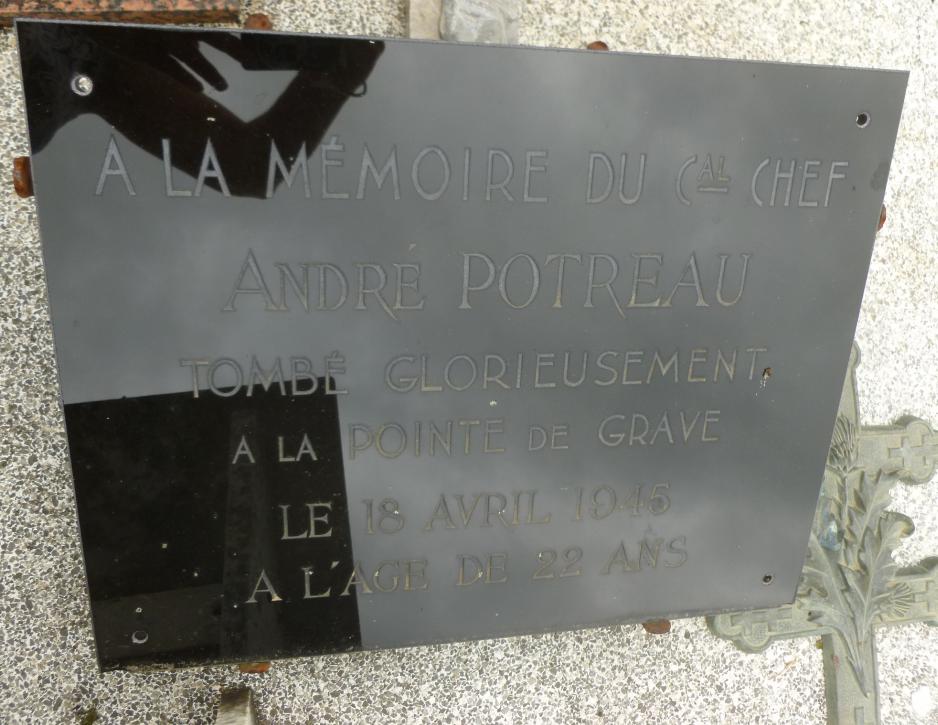 A LA MÉMOIRE DU CAL CHEF
ANDRÉ POTREAU
TOMBÉ GLORIEUSEMENT
A LA POINTE DE GRAVE
LE 18 AVRIL 1945
A L'AGE DE 22 ANS